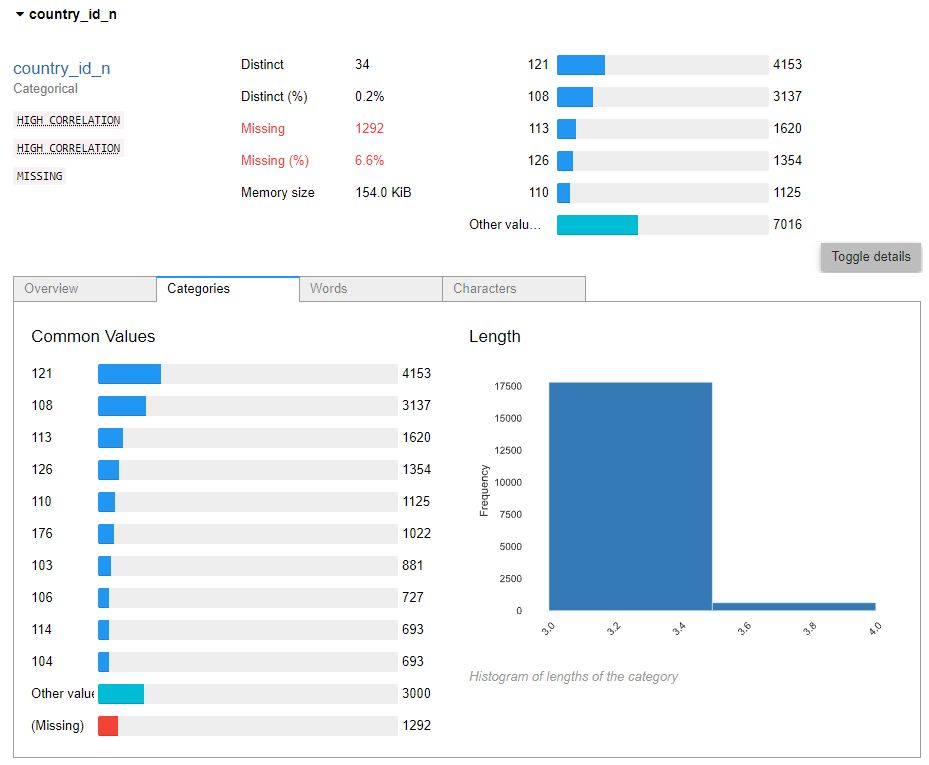 country_id_n
country_id_n
Categorical
HIGH CORRELATION
HIGH CORRELATION
MISSING
Distinct 34
Distinct (%) 0.2%
Missing 1292
Missing (%) 6.6%
Memory size 154.0 KiB
121 4153
108 3137
113 1620
126 1354
110 1125
Other valu... 7016
Toggle details
Overview Categories Words Characters
Common Values
121 4153
108 3137
113 1620
126 1354
110 1125
176 1022
103 881
106 727
114 693
104 693
Other value 3000
(Missing) 1292
Length
Frequency
17500
15000
12500
10000
7500
5000
2500
0
3.0 3.2 3.4 3.6 3.8 4.0
Histogram of lengths of the category